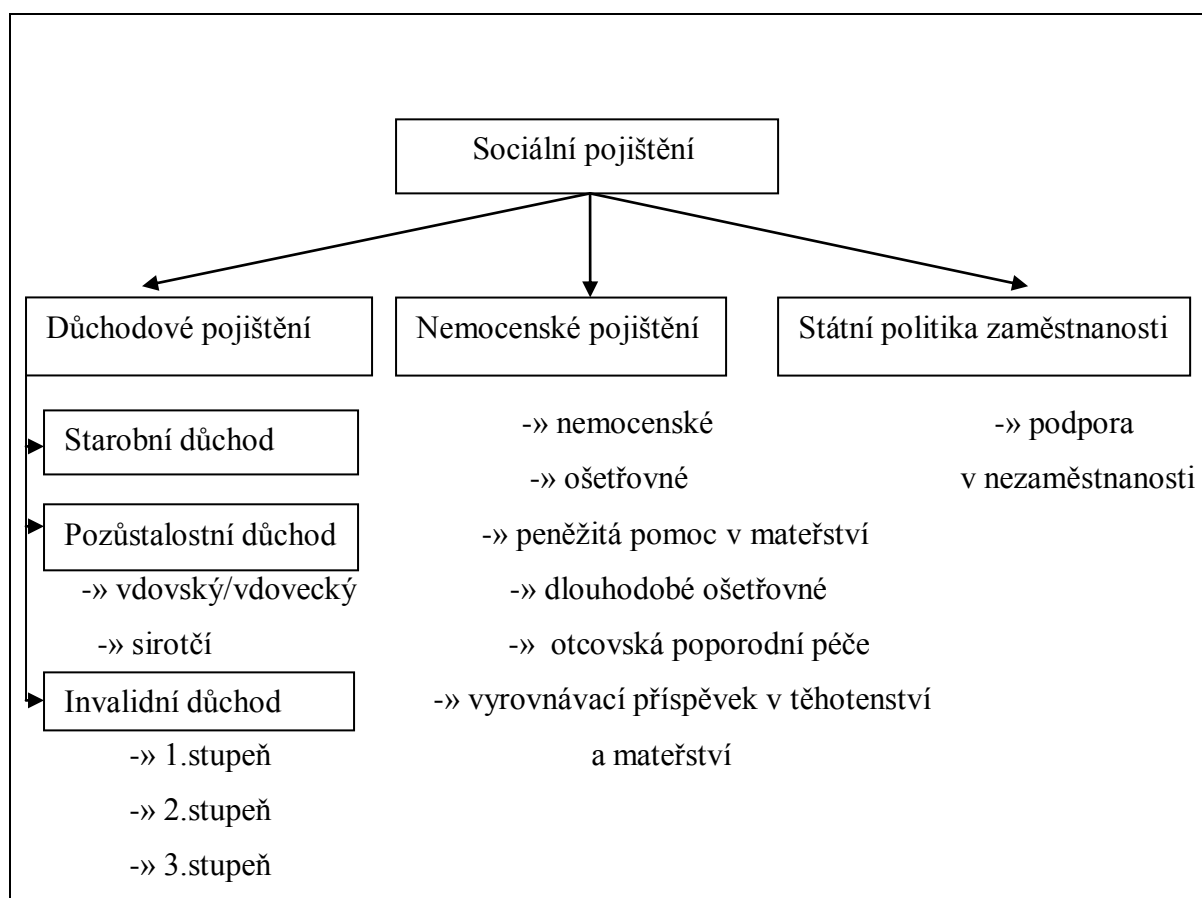 Sociální pojištění
Důchodové pojištění
Starobní důchod
Pozůstalostní důchod
-» vdovský/vdovecký
-» sirotčí
Invalidní důchod
-» 1.stupeň
-» 2.stupeň
-» 3.stupeň
Nemocenské pojištění
-» nemocenské
-» ošetřovné
-» peněžitá pomoc v mateřství
-» dlouhodobé ošetřovné
-» otcovská poporodní péče
-» vyrovnávací příspěvek v těhotenství
a mateřství
Státní politika zaměstnanosti
-» podpora
v nezaměstnanosti